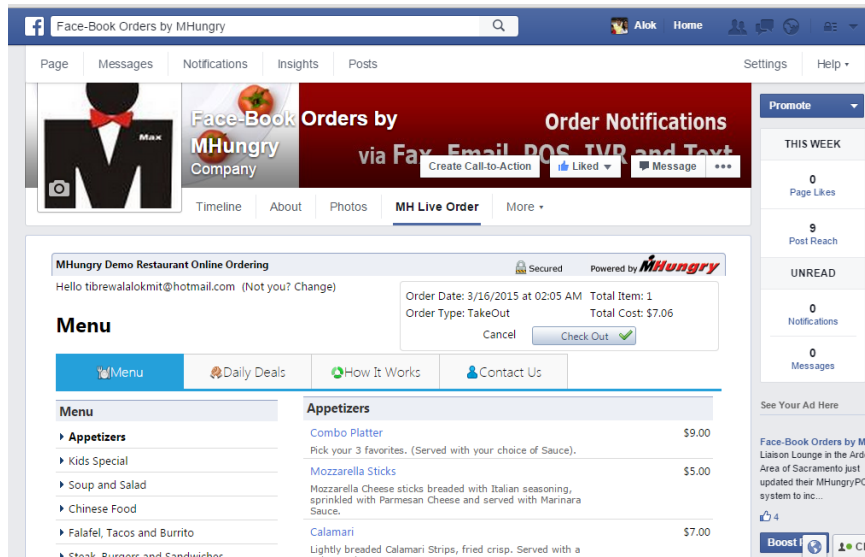 Face-Book Orders by MHungry
Alok Home
Page Messages Notifications Insights Posts Settings Help
Max
Face-Book Orders by
MHungry
Company
Order Notifications
via Fax, Email, POS, IVR and Text
Create Call-to-Action Liked Message
Timeline About Photos MH Live Order More
Promote
THIS WEEK
0
Page Likes
9
Post Reach
UNREAD
0
Notifications
0
Messages
See Your Ad Here
Face-Book Orders by M
Liaison Lounge in the Ard
Area of Sacramento just
updated their MHungryPO
system to inc...
4
Boost
MHungry Demo Restaurant Online Ordering Secured Powered by MHungry
Hello tibrewalalokmit@hotmail.com (Not you? Change)
Order Date: 3/16/2015 at 02:05 AM Total Item: 1
Order Type: TakeOut Total Cost: $7.06
Cancel Check Out
Menu
Menu Daily Deals How It Works Contact Us
Menu
Appetizers
Kids Special
Soup and Salad
Chinese Food
Falafel, Tacos and Burrito
Steak, Burgers and Sandwiches
Appetizers
Combo Platter $9.00
Pick your 3 favorites. (Served with your choice of Sauce).
Mozzarella Sticks $5.00
Mozzarella Cheese sticks breaded with Italian seasoning,
sprinkled with Parmesan Cheese and served with Marinara
Sauce.
Calamari $7.00
Lightly breaded Calamari Strips, fried crisp. Served with a